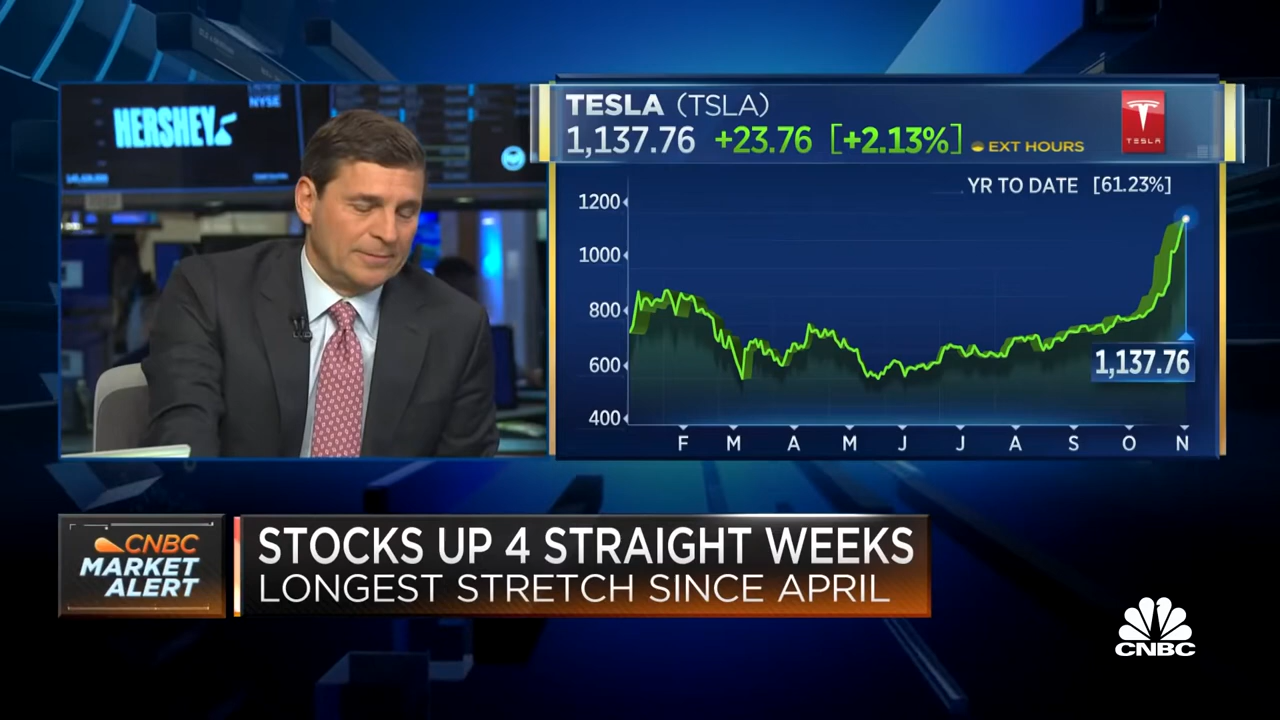 HERSHEY
NYSE
TESLA (TSLA)
1,137.76 +23.76 [+2.13%] EXT HOURS
TESLA
YR TO DATE [61.23%]
1200
1000
800
600
400
1,137.76
F M A M J J A S O N
CNBC
MARKET
ALERT
STOCKS UP 4 STRAIGHT WEEKS
LONGEST STRETCH SINCE APRIL
CNBC